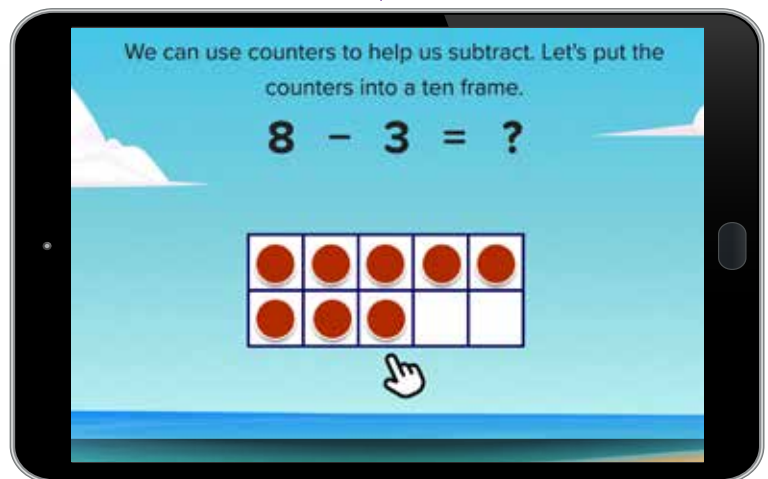 We can use counters to help us subtract. Let's put the
counters into a ten frame.
8 - 3 = ?